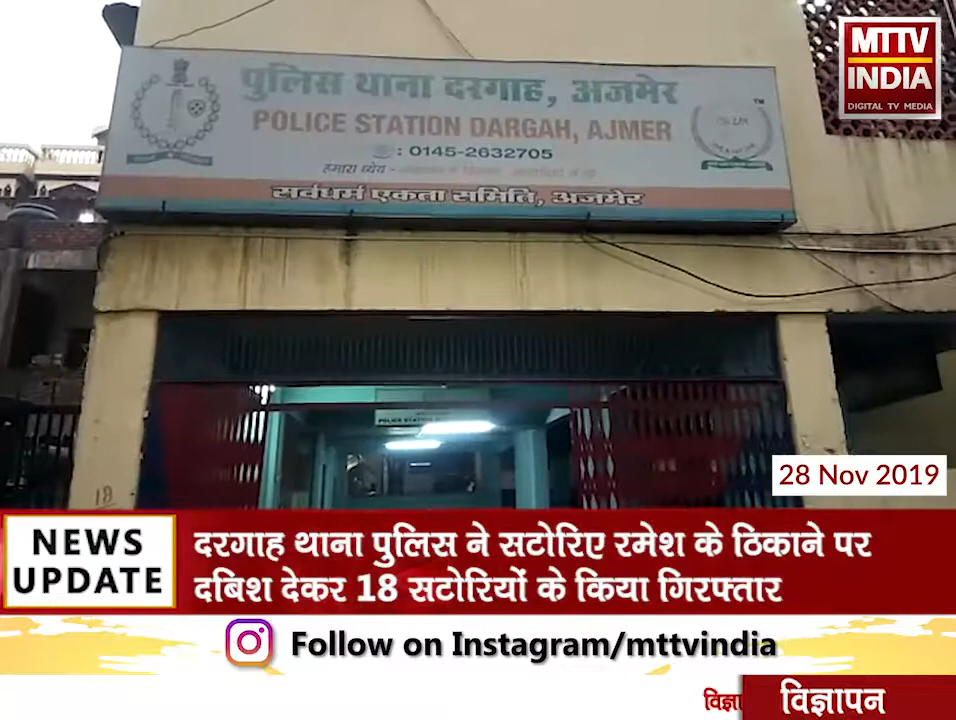 MTTV
INDIA
DIGITAL TV MEDIA
पुलिस थाना दरगाह, अजमेर
POLICE STATION DARGAH, AJMER
: 0145-2632705
हमारा ध्येय -
सर्वधर्म एकता समिति, अजमेर
POLICE STATION
18
28 Nov 2019
NEWS
UPDATE
दरगाह थाना पुलिस ने सटोरिए रमेश के ठिकाने पर
दबिश देकर 18 सटोरियों के किया गिरफ्तार
Follow on Instagram/mttvindia
विज्ञा
विज्ञापन